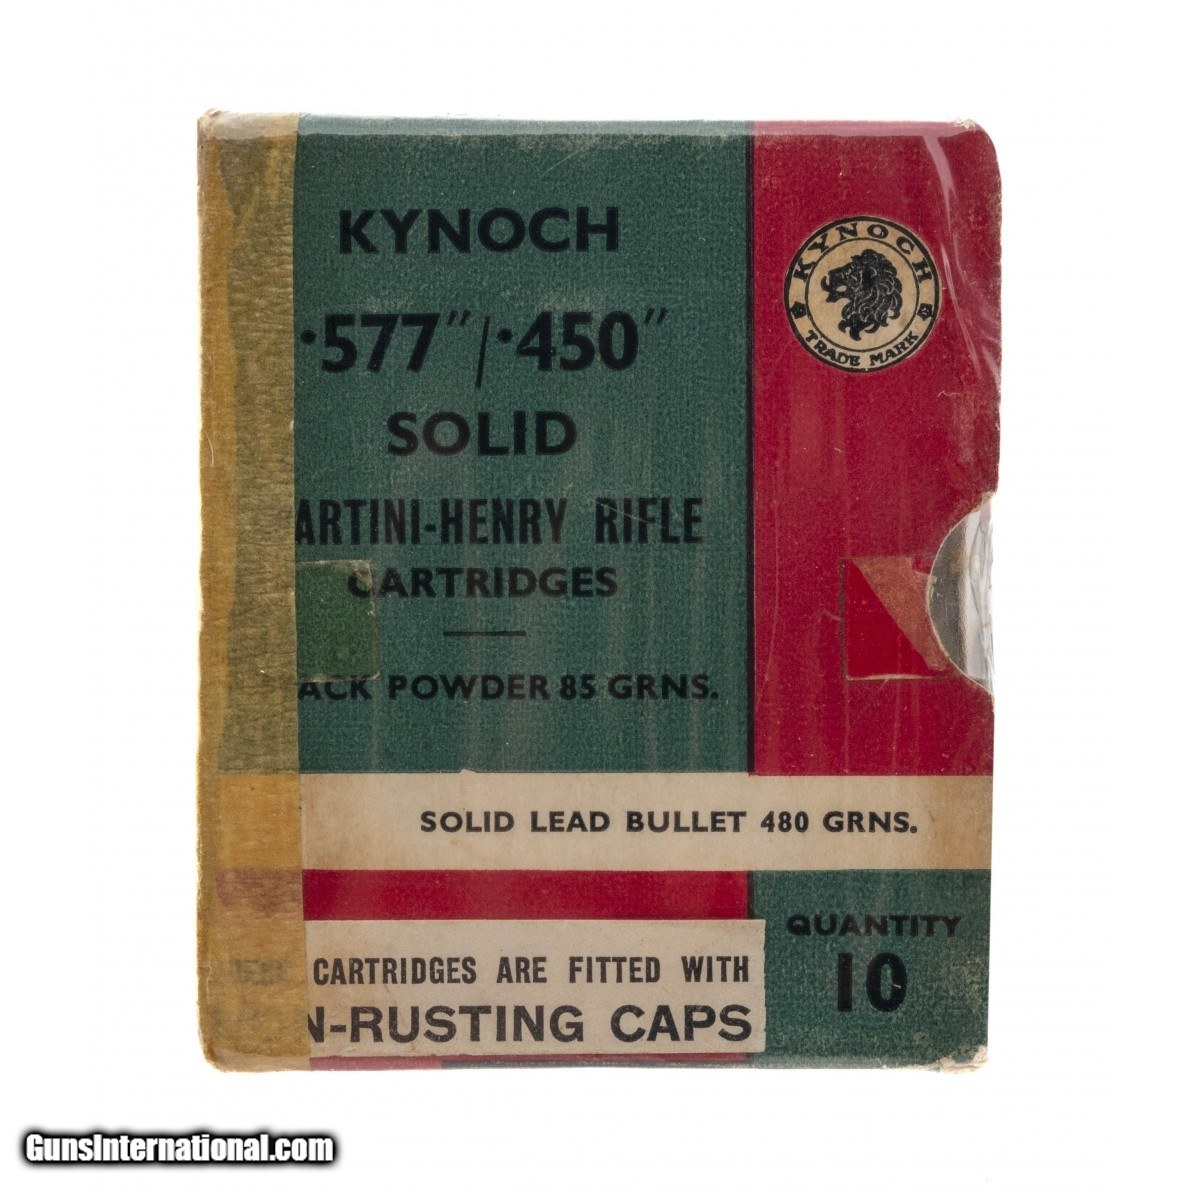 KYNOCH
·577"/·450"
SOLID
ARTINI-HENRY RIFLE
CARTRIDGES
ACK POWDER 85 GRNS.
KYNOCH
TRADE MARK
SOLID LEAD BULLET 480 GRNS.
QUANTITY
10
CARTRIDGES ARE FITTED WITH
N-RUSTING CAPS
GunsInternational.com